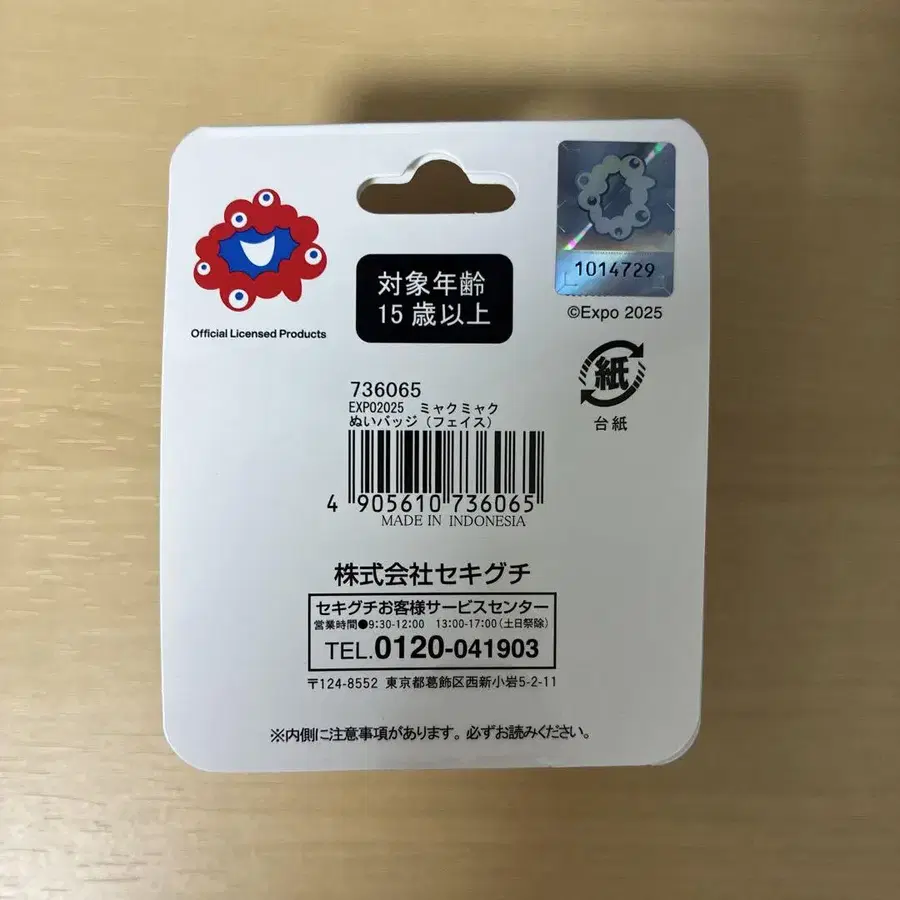 Official Licensed Products
対象年齢
15歳以上
1014729
©Expo 2025
紙
台紙
736065
EXPO2025 ミャクミャク
ぬいバッジ（フェイス）
4 905610 736065
MADE IN INDONESIA
株式会社セキグチ
セキグチお客様サービスセンター
営業時間●9:30-12:00 13:00-17:00（土日祭除）
TEL.0120-041903
〒124-8552 東京都葛飾区西新小岩5-2-11
※内側に注意事項があります。必ずお読みください。